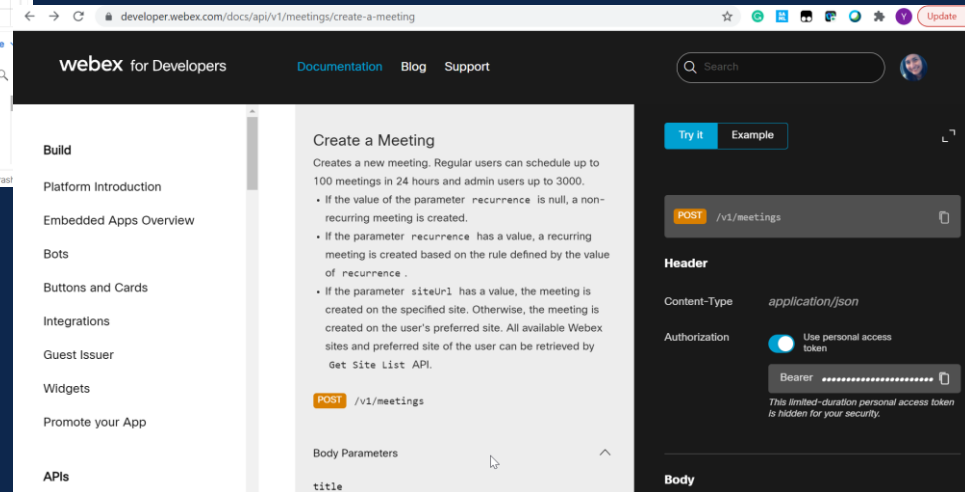 developer.webex.com/docs/api/v1/meetings/create-a-meeting
Y
Update
webex for Developers
Documentation
Blog
Support
Search
Build
Platform Introduction
Embedded Apps Overview
Bots
Buttons and Cards
Integrations
Guest Issuer
Widgets
Promote your App
APIs
Create a Meeting
Creates a new meeting. Regular users can schedule up to
100 meetings in 24 hours and admin users up to 3000.
• If the value of the parameter recurrence is null, a non-
recurring meeting is created.
• If the parameter recurrence has a value, a recurring
meeting is created based on the rule defined by the value
of recurrence .
• If the parameter siteUrl has a value, the meeting is
created on the specified site. Otherwise, the meeting is
created on the user's preferred site. All available Webex
sites and preferred site of the user can be retrieved by
Get Site List API.
POST /v1/meetings
Body Parameters
title
Try it
Example
POST /v1/meetings
Header
Content-Type application/json
Authorization
Use personal access
token
Bearer ••••••••••••••••••••••••
This limited-duration personal access token
is hidden for your security.
Body